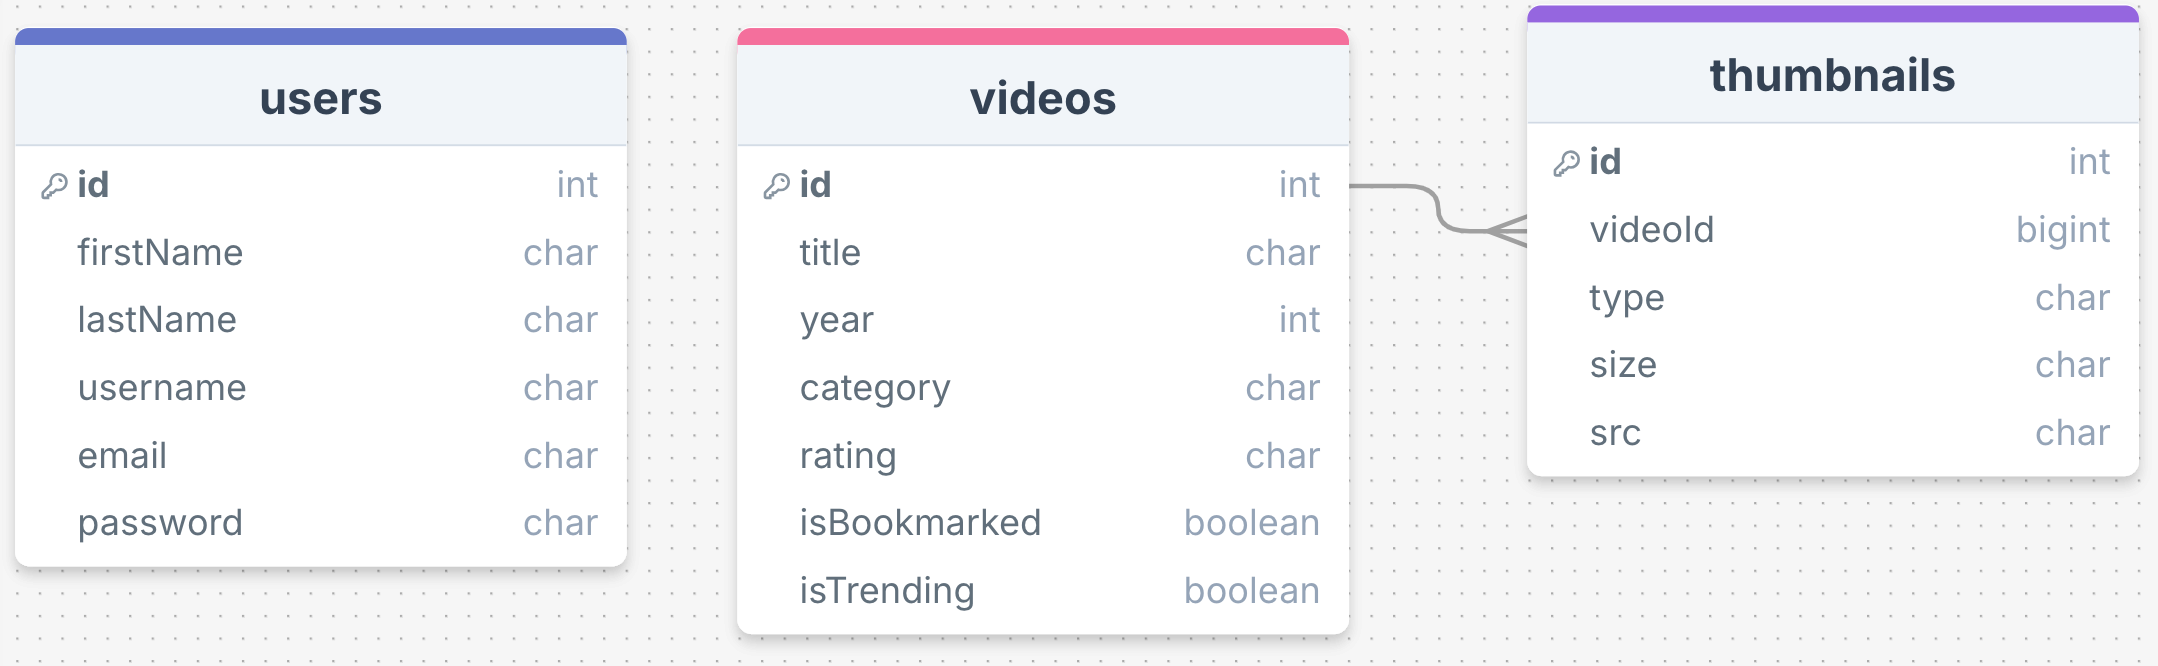 users
id int
firstName char
lastName char
username char
email char
password char
videos
id int
title char
year int
category char
rating char
isBookmarked boolean
isTrending boolean
thumbnails
id int
videoId bigint
type char
size char
src char